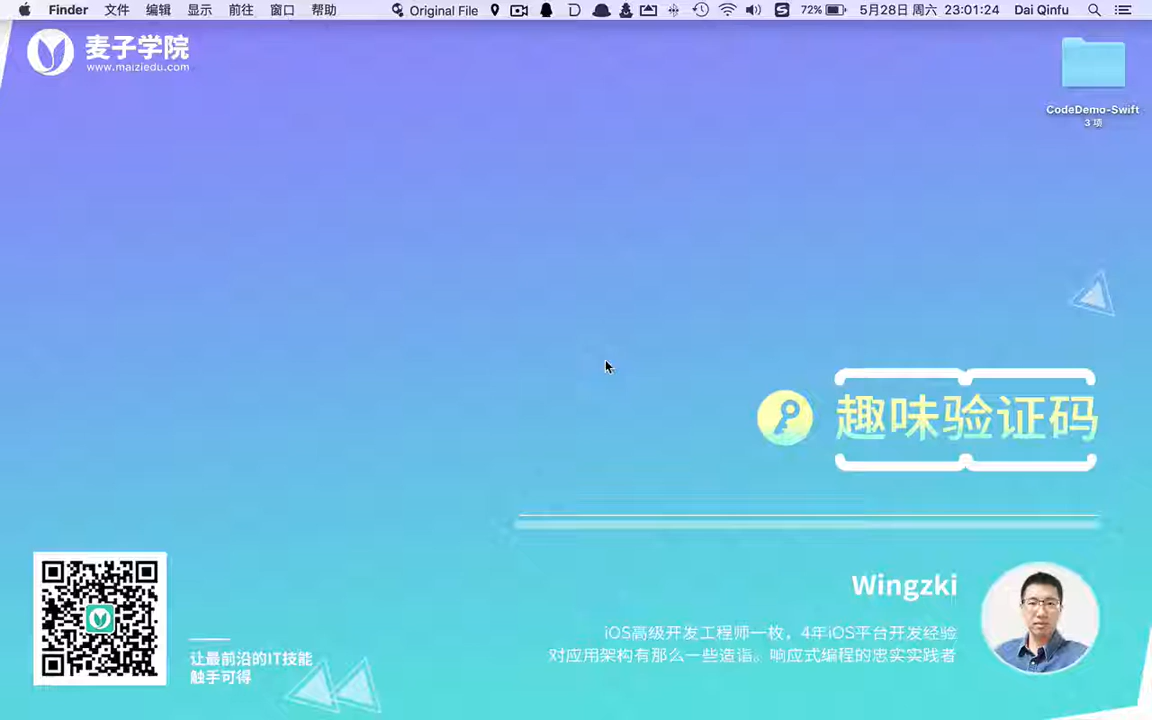 Finder 文件 编辑 显示 前往 窗口 帮助 Original File 72% 5月28日 周六 23:01:24 Dai Qinfu
麦子学院
www.maiziedu.com
CodeDemo-Swift
3 项
趣味验证码
Wingzki
iOS高级开发工程师一枚，4年iOS平台开发经验
对应用架构有那么一些造诣。响应式编程的忠实实践者
让最前沿的IT技能
触手可得